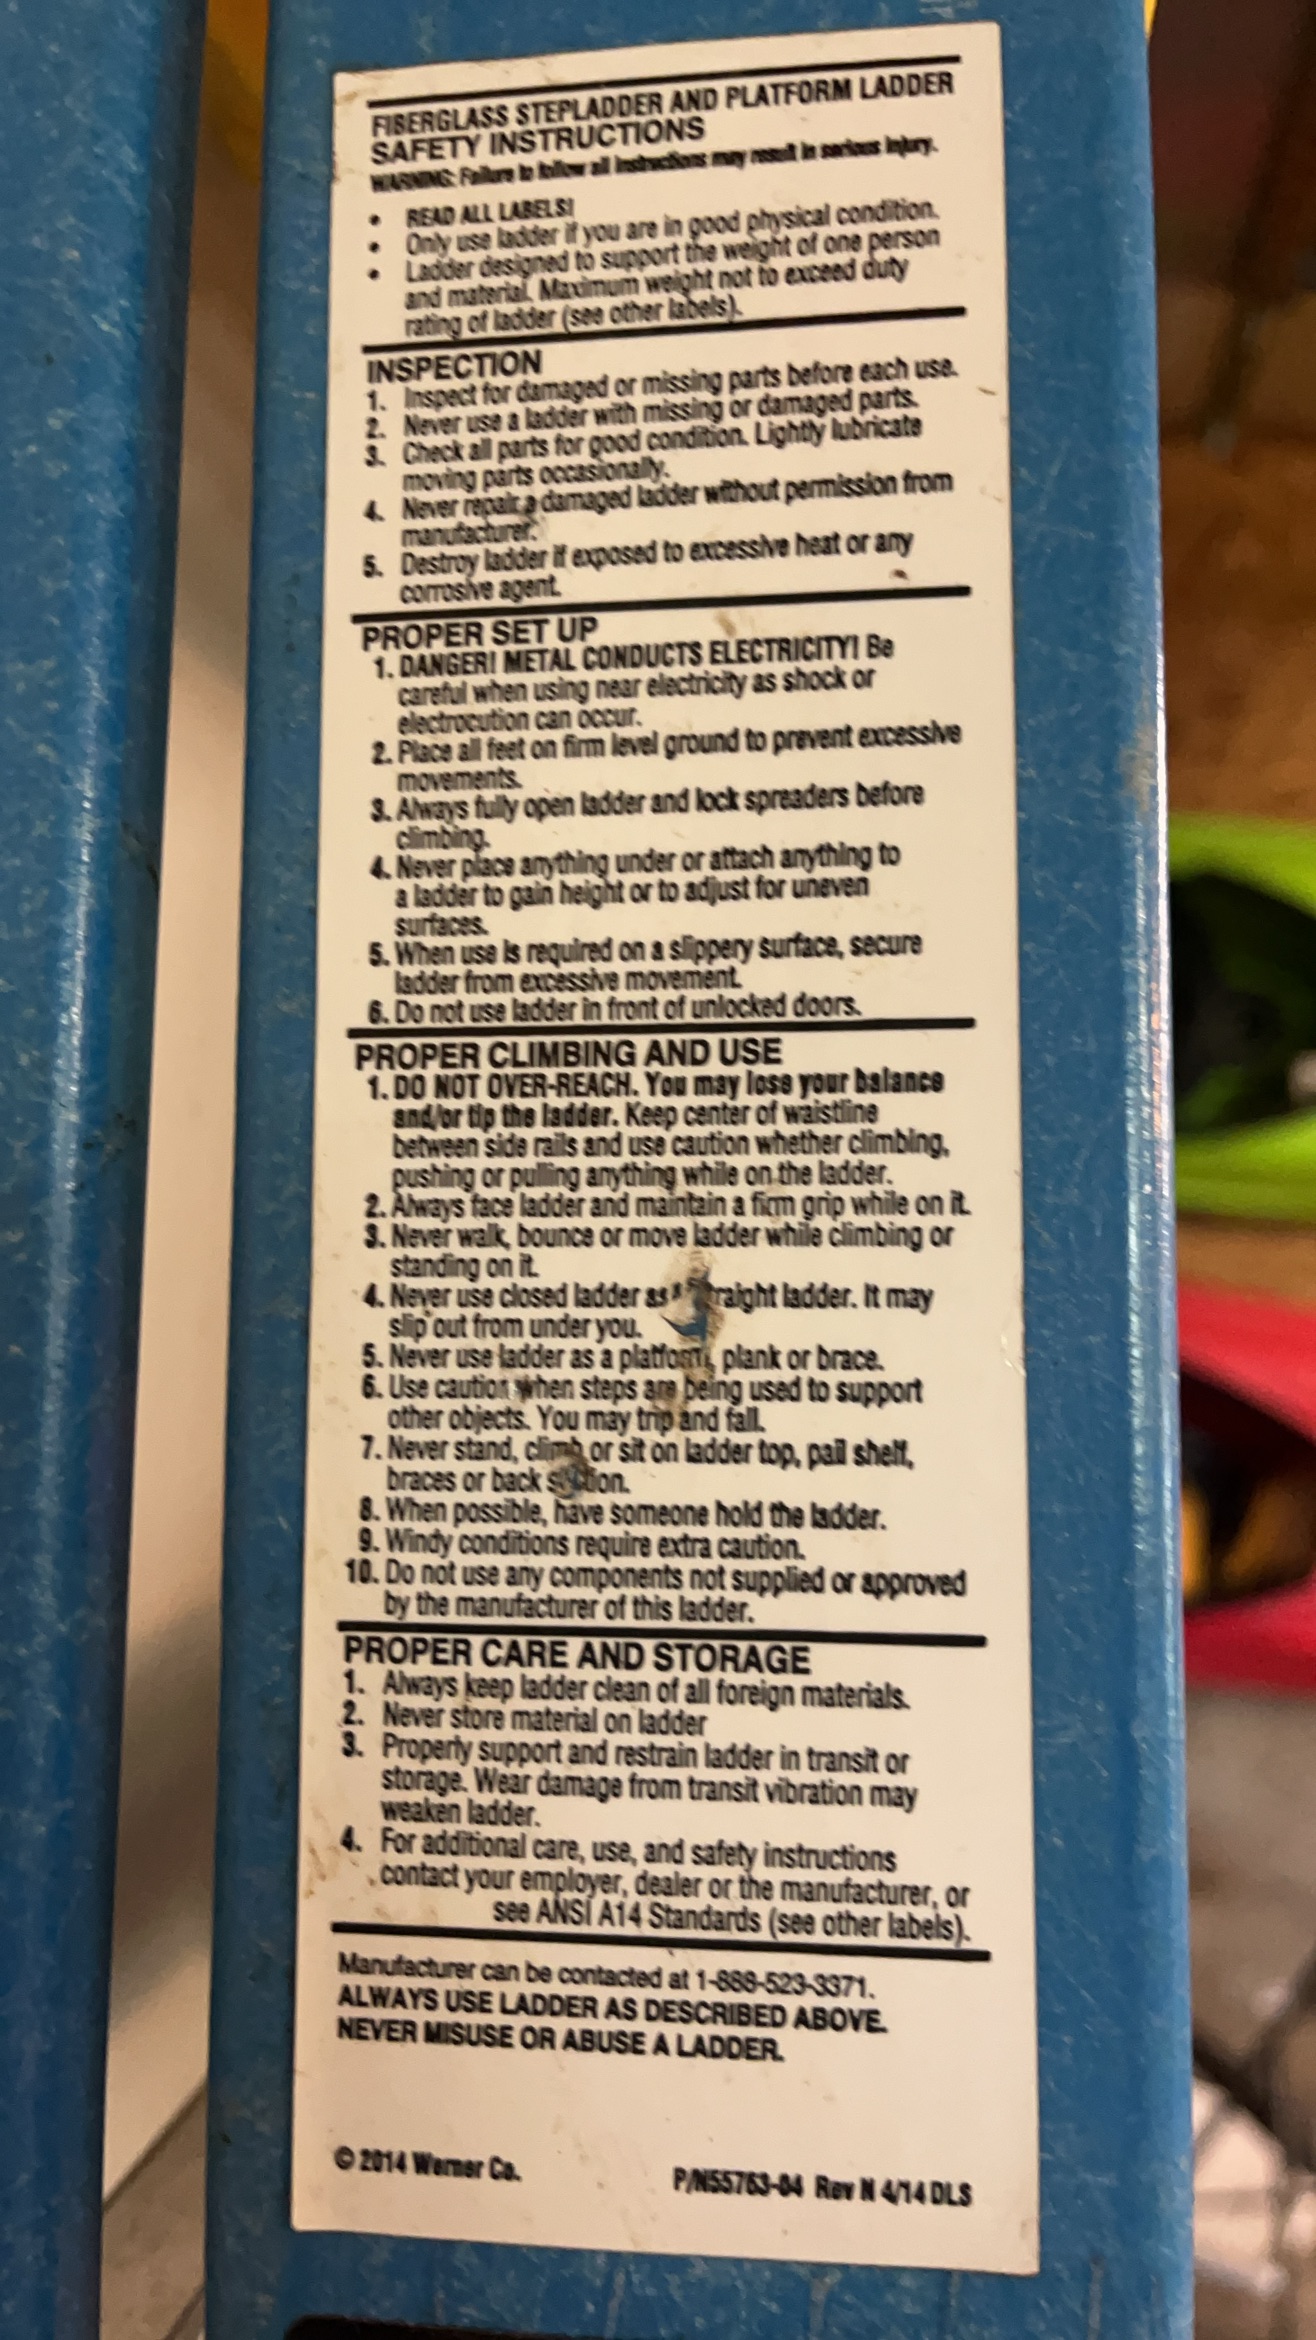 FIBERGLASS STEPLADDER AND PLATFORM LADDER
SAFETY INSTRUCTIONS
WARNING: Failure to follow all instructions may result in serious injury.
• READ ALL LABELS!
• Only use ladder if you are in good physical condition.
• Ladder designed to support the weight of one person
and material. Maximum weight not to exceed duty
rating of ladder (see other labels).
INSPECTION
1. Inspect for damaged or missing parts before each use.
2. Never use a ladder with missing or damaged parts.
3. Check all parts for good condition. Lightly lubricate
moving parts occasionally.
4. Never repair a damaged ladder without permission from
manufacturer.
5. Destroy ladder if exposed to excessive heat or any
corrosive agent.
PROPER SET UP
1. DANGER! METAL CONDUCTS ELECTRICITY! Be
careful when using near electricity as shock or
electrocution can occur.
2. Place all feet on firm level ground to prevent excessive
movements.
3. Always fully open ladder and lock spreaders before
climbing.
4. Never place anything under or attach anything to
a ladder to gain height or to adjust for uneven
surfaces.
5. When use is required on a slippery surface, secure
ladder from excessive movement.
6. Do not use ladder in front of unlocked doors.
PROPER CLIMBING AND USE
1. DO NOT OVER-REACH. You may lose your balance
and/or tip the ladder. Keep center of waistline
between side rails and use caution whether climbing,
pushing or pulling anything while on the ladder.
2. Always face ladder and maintain a firm grip while on it.
3. Never walk, bounce or move ladder while climbing or
standing on it.
4. Never use closed ladder as a straight ladder. It may
slip out from under you.
5. Never use ladder as a platform, plank or brace.
6. Use caution when steps are being used to support
other objects. You may trip and fall.
7. Never stand, climb or sit on ladder top, pail shelf,
braces or back section.
8. When possible, have someone hold the ladder.
9. Windy conditions require extra caution.
10. Do not use any components not supplied or approved
by the manufacturer of this ladder.
PROPER CARE AND STORAGE
1. Always keep ladder clean of all foreign materials.
2. Never store material on ladder
3. Properly support and restrain ladder in transit or
storage. Wear damage from transit vibration may
weaken ladder.
4. For additional care, use, and safety instructions
contact your employer, dealer or the manufacturer, or
see ANSI A14 Standards (see other labels).
Manufacturer can be contacted at 1-888-523-3371.
ALWAYS USE LADDER AS DESCRIBED ABOVE.
NEVER MISUSE OR ABUSE A LADDER.
© 2014 Werner Co. P/N55763-04 Rev N 4/14 DLS